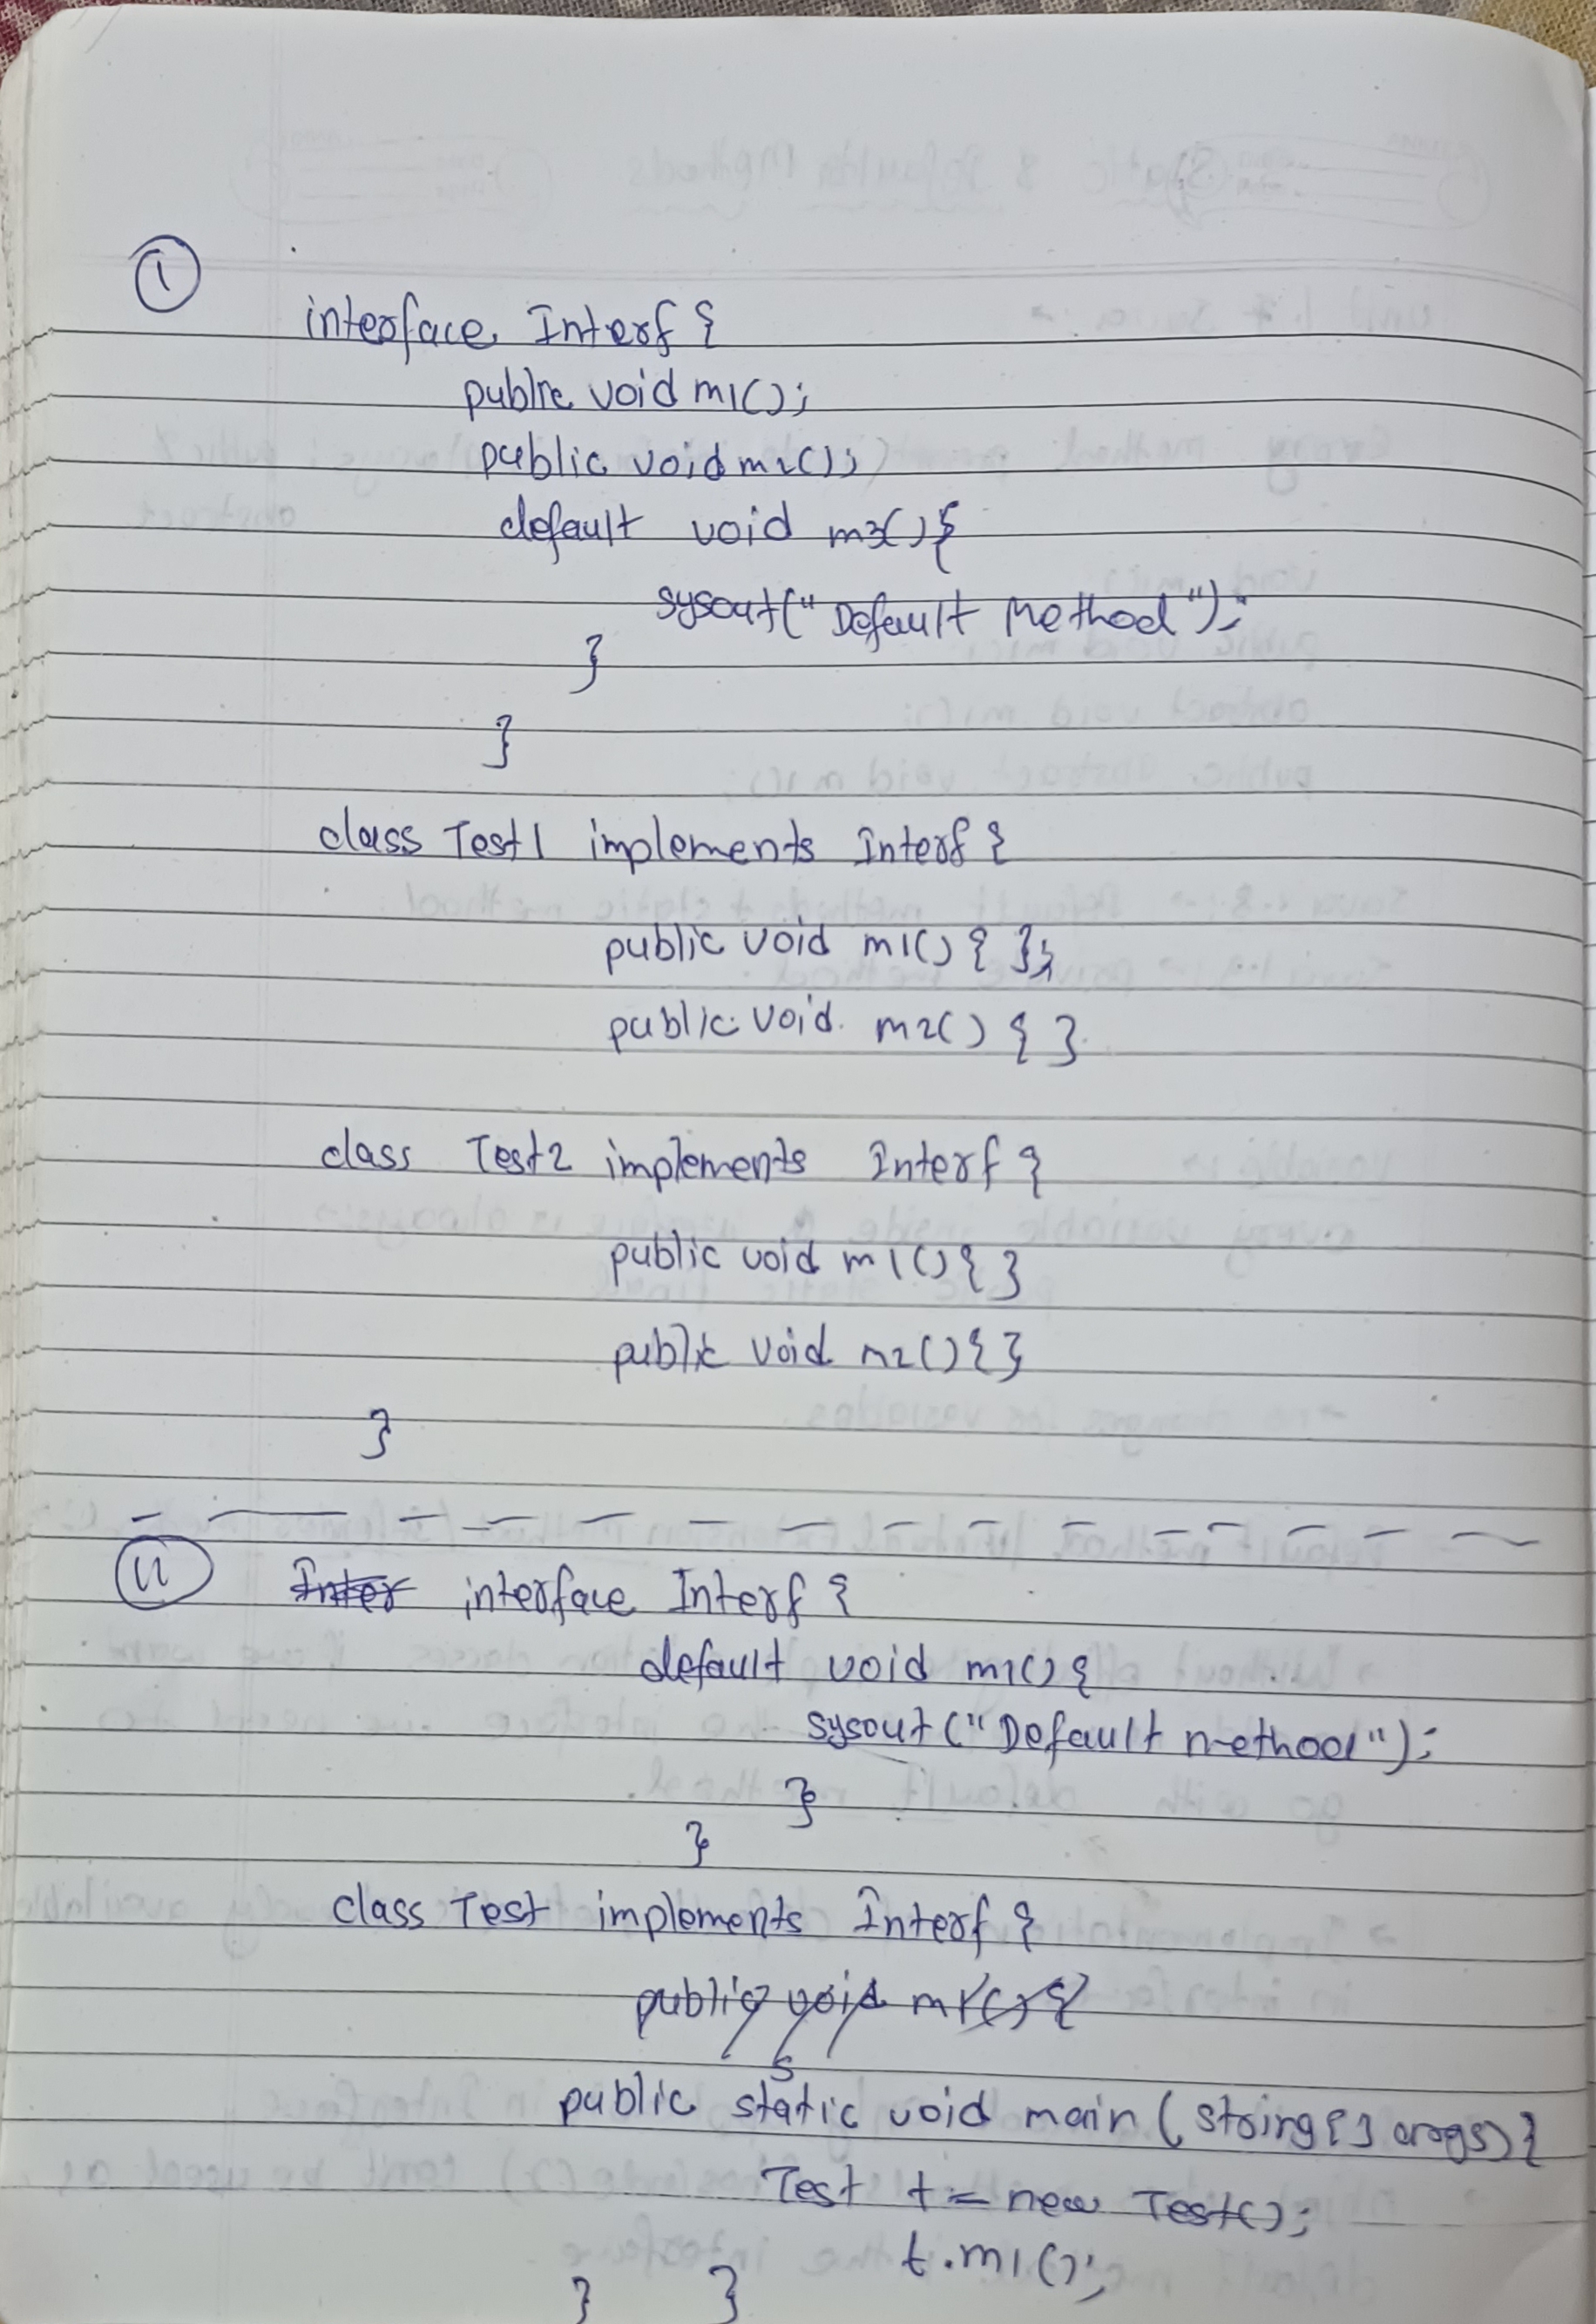 ①
interface Interf {
public void m1();
public void m2();
default void m3(){
sysout("Default Method");
}
}
class Test1 implements Interf {
public void m1() { };
public void m2() { }
class Test2 implements Interf {
public void m1(){ }
public void m2(){ }
}
ii
Inter interface Interf {
default void m1(){
sysout("Default method");
}
}
class Test implements Interf {
public void m1(){
public static void main (string{} args){
Test t = new Test();
t.m1();
} }